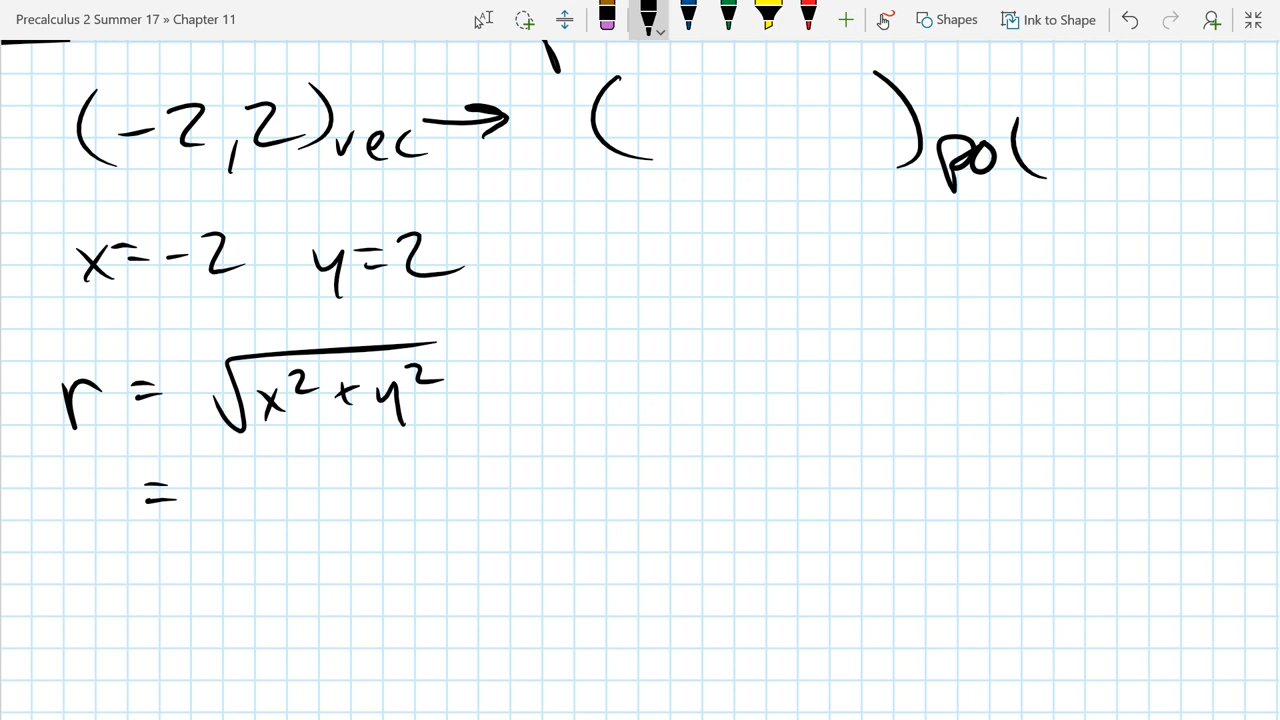 Precalculus 2 Summer 17 » Chapter 11
Shapes
Ink to Shape
(-2,2)vec → ( )pol
x=-2 y=2
r = √x²+y²
=